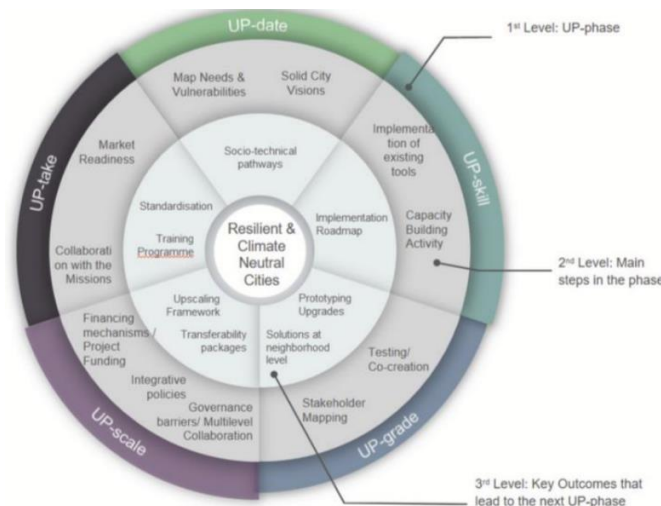 UP-date
1st Level: UP-phase
Map Needs &
Vulnerabilities
Solid City
Visions
UP-take
Market
Readiness
Socio-technical
pathways
Implementa
tion of
existing
tools
UP-skill
Standardisation
Training
Programme
Resilient &
Climate
Neutral
Cities
Implementation
Roadmap
Capacity
Building
Activity
Collaborati
on with the
Missions
2nd Level: Main
steps in the phase
Upscaling
Framework
Transferability
packages
Prototyping
Upgrades
Solutions at
neighborhood
level
Financing
mechanisms /
Project
Funding
Integrative
policies
Governance
barriers/ Multilevel
Collaboration
Testing/
Co-creation
Stakeholder
Mapping
UP-scale
UP-grade
3rd Level: Key Outcomes that
lead to the next UP-phase